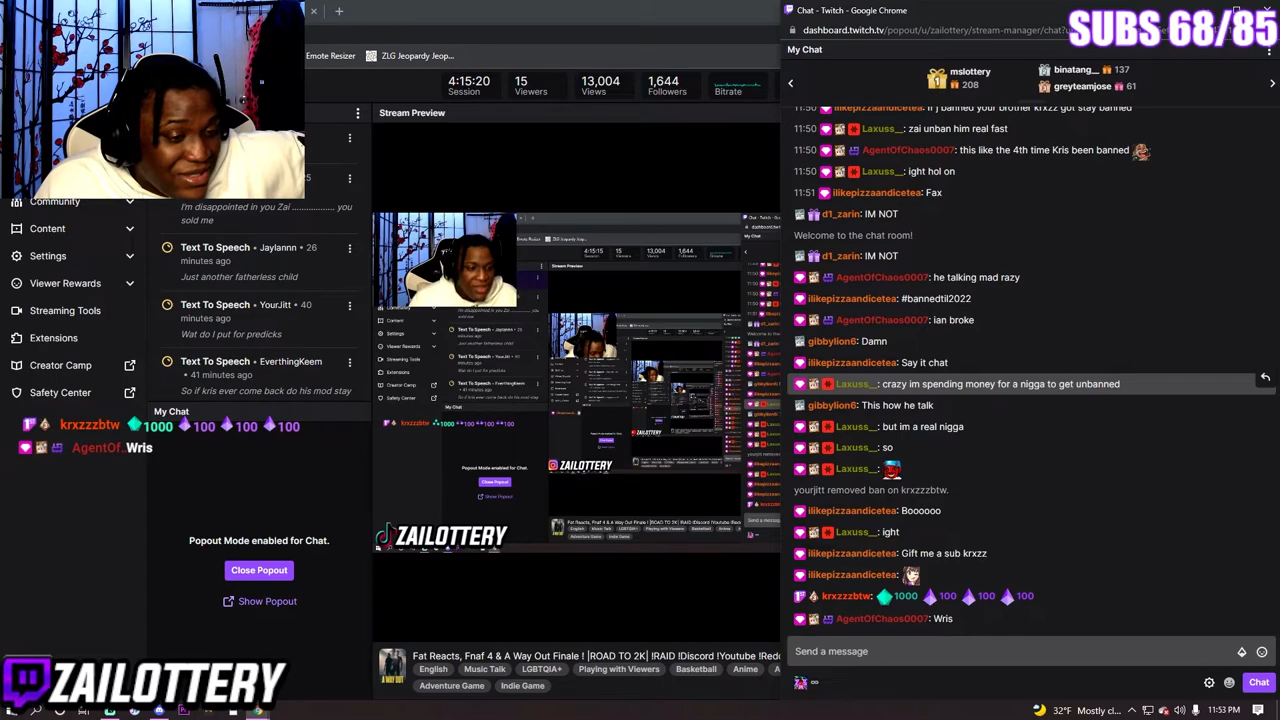 Emote Resizer
ZLG Jeopardy Jeop...
4:15:20
Session
15
Viewers
13,004
Views
1,644
Followers
Bitrate
Stream Preview
Community
Content
Settings
Viewer Rewards
Streaming Tools
Extensions
Creator Camp
Safety Center
I'm disappointed in you Zai ................. you
sold me
Text To Speech • Jaylannn • 26
minutes ago
Just another fatherless child
Text To Speech • YourJitt • 40
minutes ago
Wat do I put for predicks
Text To Speech • EverthingKeem
• 41 minutes ago
So if kris ever come back do his monday
My Chat
krxzzzbtw 1000 100 100 100
AgentOf.. Wris
Popout Mode enabled for Chat.
Close Popout
Show Popout
ZAILOTTERY
ZAILOTTERY
ZAILOTTERY
Fat Reacts, Fnaf 4 & A Way Out Finale ! |ROAD TO 2K| !RAID !Discord !Youtube !Reddi
English
Music Talk
LGBTQIA+
Playing with Viewers
Basketball
Anime
Adventure Game
Indie Game
Chat - Twitch - Google Chrome
dashboard.twitch.tv/popout/u/zailottery/stream-manager/chat?u
SUBS 68/85
My Chat
mslottery
208
binatang__ 137
greyteamjose 61
ilikepizzaandicetea: If j banned your brother krxzz got stay banned
11:50 Laxuss__: zai unban him real fast
11:50 AgentOfChaos0007: this like the 4th time Kris been banned
11:50 Laxuss__: ight hol on
11:51 ilikepizzaandicetea: Fax
d1_zarin: IM NOT
Welcome to the chat room!
d1_zarin: IM NOT
AgentOfChaos0007: he talking mad razy
ilikepizzaandicetea: #bannedtil2022
AgentOfChaos0007: ian broke
gibbylion6: Damn
ilikepizzaandicetea: Say it chat
Laxuss__: crazy im spending money for a nigga to get unbanned
gibbylion6: This how he talk
Laxuss__: but im a real nigga
Laxuss__: so
Laxuss__:
yourjitt removed ban on krxzzzbtw.
ilikepizzaandicetea: Boooooo
Laxuss__: ight
ilikepizzaandicetea: Gift me a sub krxzz
ilikepizzaandicetea:
krxzzzbtw: 1000 100 100 100
AgentOfChaos0007: Wris
Send a message
Chat
32°F Mostly c...
11:53 PM